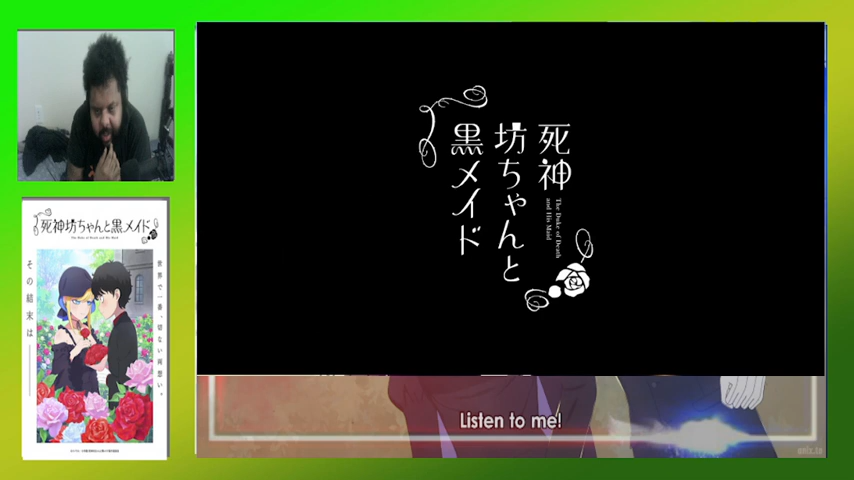 死神
坊ちゃんと
黒メイド
The Duke of Death
and His Maid
死神坊ちゃんと黒メイド
The Duke of Death and His Maid
世界で一番、切ない両想い。
その結末は
Listen to me!